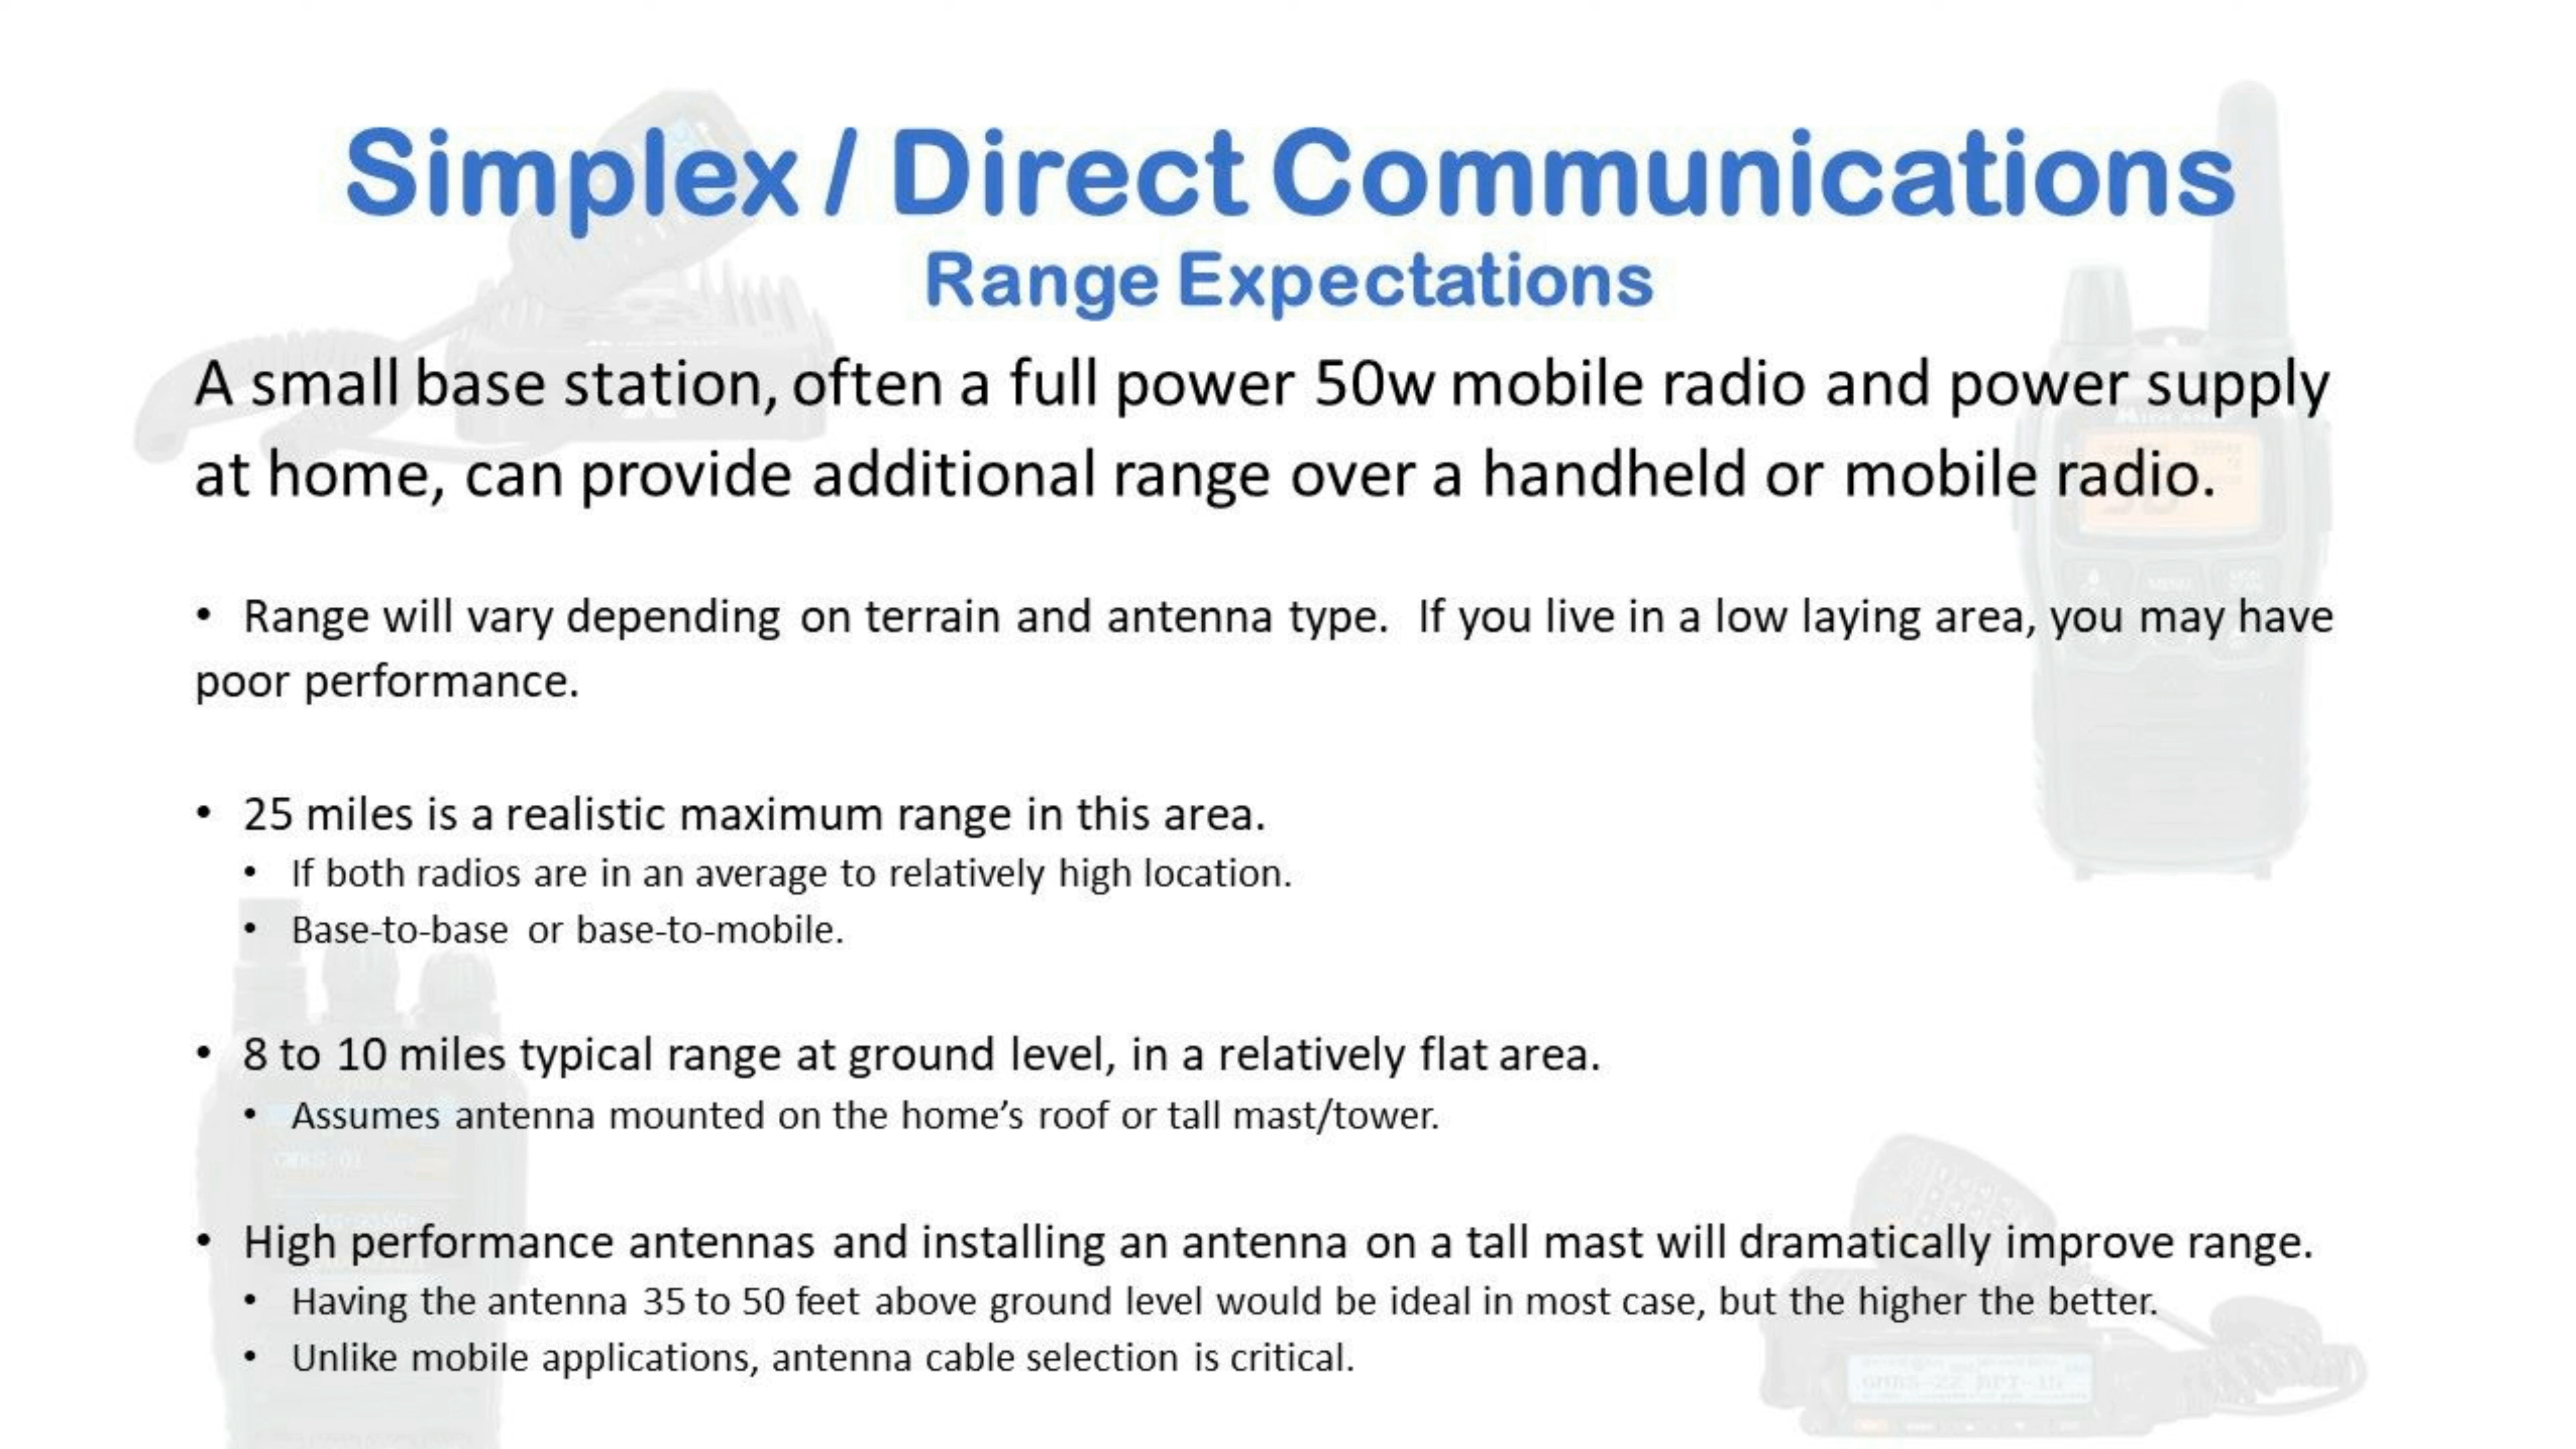 Simplex / Direct Communications
Range Expectations
A small base station, often a full power 50w mobile radio and power supply
at home, can provide additional range over a handheld or mobile radio.
• Range will vary depending on terrain and antenna type.  If you live in a low laying area, you may have
poor performance.
• 25 miles is a realistic maximum range in this area.
• If both radios are in an average to relatively high location.
• Base-to-base or base-to-mobile.
• 8 to 10 miles typical range at ground level, in a relatively flat area.
• Assumes antenna mounted on the home’s roof or tall mast/tower.
• High performance antennas and installing an antenna on a tall mast will dramatically improve range.
• Having the antenna 35 to 50 feet above ground level would be ideal in most case, but the higher the better.
• Unlike mobile applications, antenna cable selection is critical.